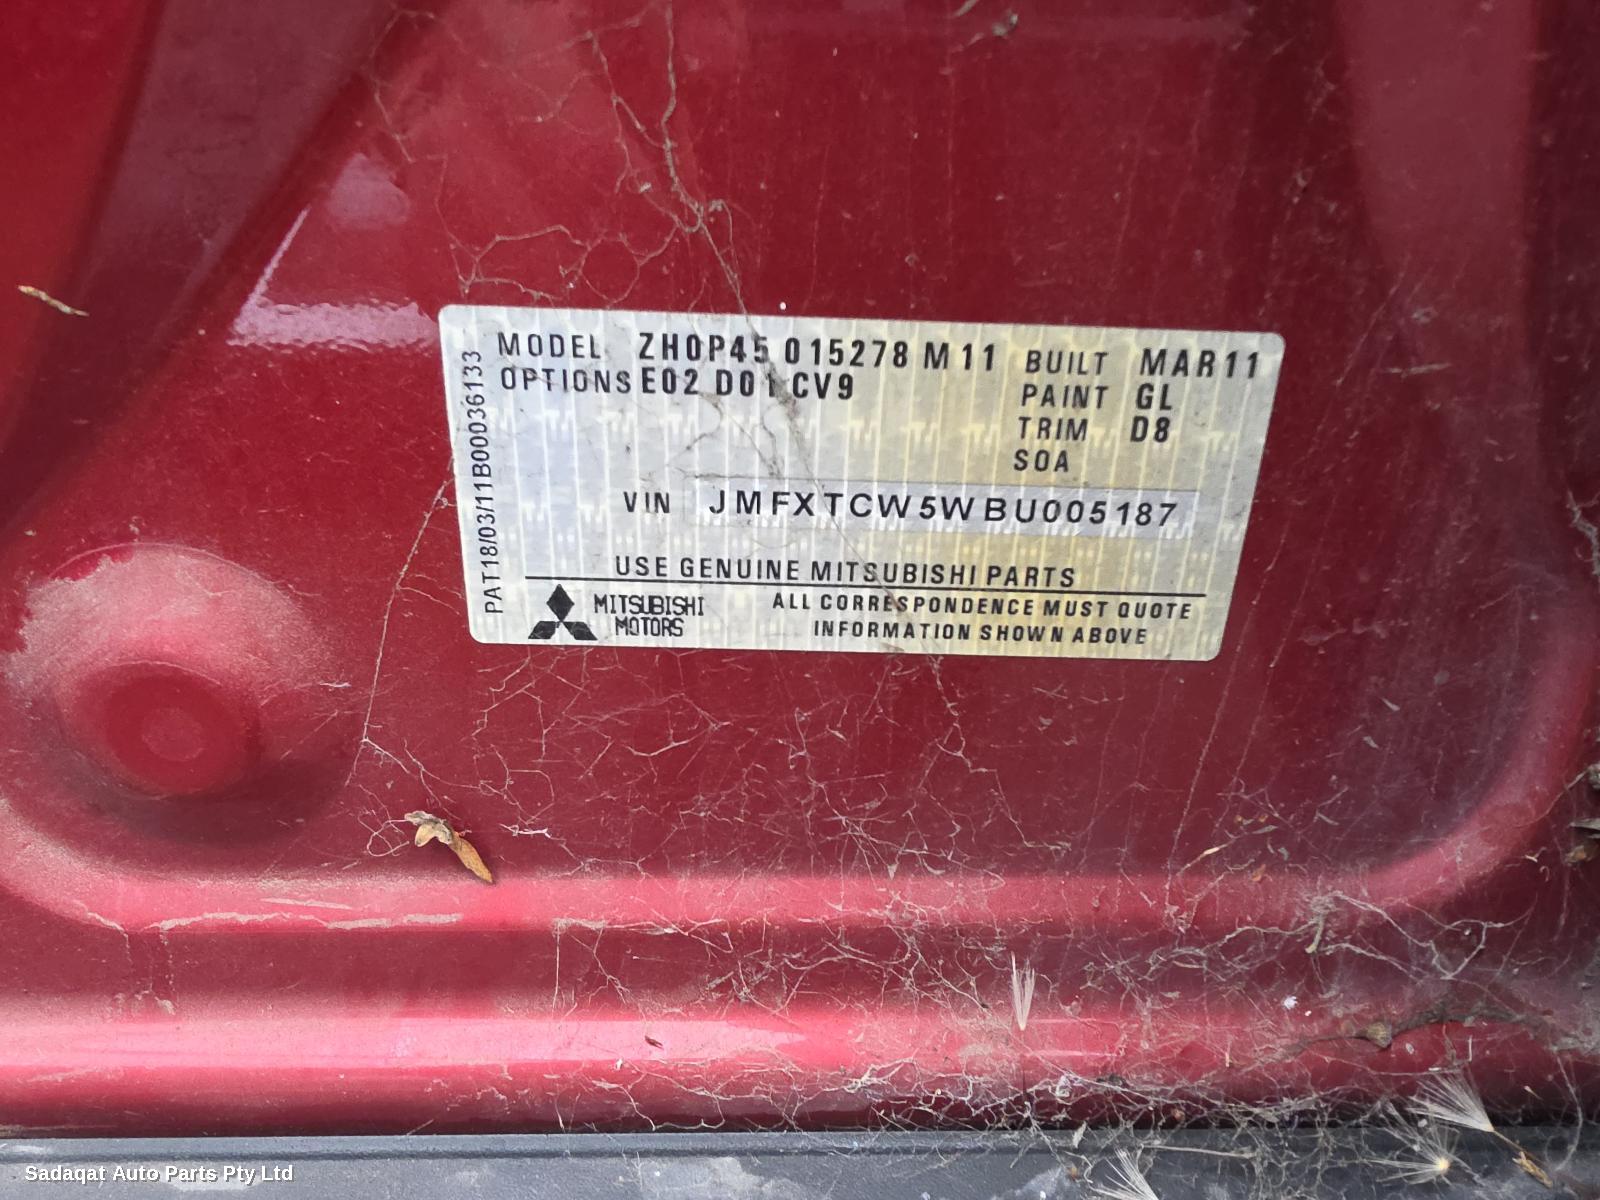 MODEL ZH0P45 015278 M11 BUILT MAR11
OPTIONS E02 D01 CV9 PAINT GL
TRIM D8
SOA
VIN JMFXTCW5WBU005187
USE GENUINE MITSUBISHI PARTS
MITSUBISHI MOTORS
ALL CORRESPONDENCE MUST QUOTE
INFORMATION SHOWN ABOVE
PAT18/03/11B00036133
Sadaqat Auto Parts Pty Ltd